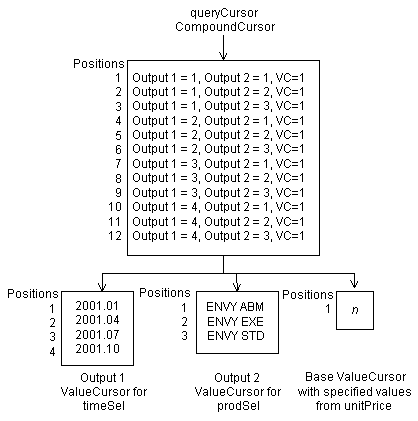 queryCursor
CompoundCursor
Positions
1 Output 1 = 1, Output 2 = 1, VC=1
2 Output 1 = 1, Output 2 = 2, VC=1
3 Output 1 = 1, Output 2 = 3, VC=1
4 Output 1 = 2, Output 2 = 1, VC=1
5 Output 1 = 2, Output 2 = 2, VC=1
6 Output 1 = 2, Output 2 = 3, VC=1
7 Output 1 = 3, Output 2 = 1, VC=1
8 Output 1 = 3, Output 2 = 2, VC=1
9 Output 1 = 3, Output 2 = 3, VC=1
10 Output 1 = 4, Output 2 = 1, VC=1
11 Output 1 = 4, Output 2 = 2, VC=1
12 Output 1 = 4, Output 2 = 3, VC=1
Positions
1 2001.01
2 2001.04
3 2001.07
4 2001.10
Output 1
ValueCursor for
timeSel
Positions
1 ENVY ABM
2 ENVY EXE
3 ENVY STD
Output 2
ValueCursor for
prodSel
Positions
1 n
Base ValueCursor
with specified values
from unitPrice